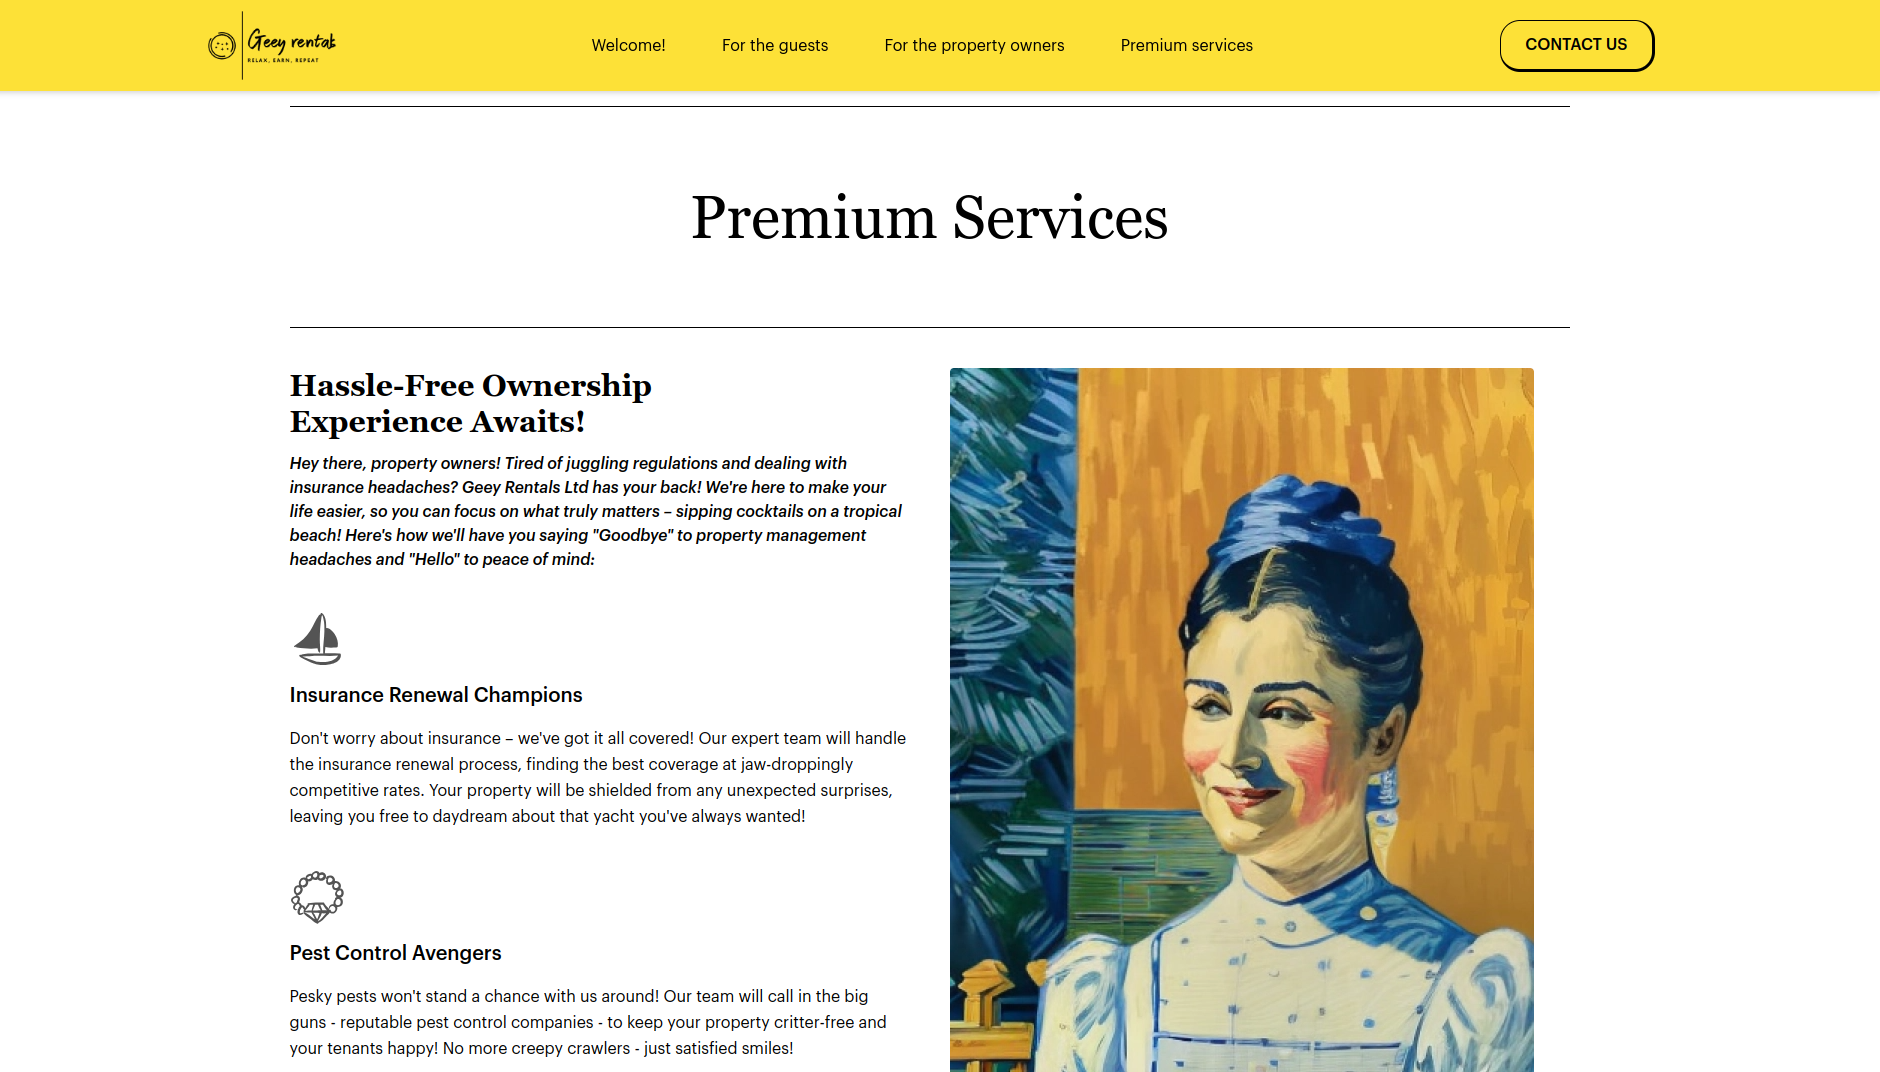 Geey rentals
RELAX, EARN, REPEAT
Welcome!
For the guests
For the property owners
Premium services
CONTACT US
Premium Services
Hassle-Free Ownership
Experience Awaits!
Hey there, property owners! Tired of juggling regulations and dealing with
insurance headaches? Geey Rentals Ltd has your back! We're here to make your
life easier, so you can focus on what truly matters – sipping cocktails on a tropical
beach! Here's how we'll have you saying "Goodbye" to property management
headaches and "Hello" to peace of mind:
Insurance Renewal Champions
Don't worry about insurance – we've got it all covered! Our expert team will handle
the insurance renewal process, finding the best coverage at jaw-droppingly
competitive rates. Your property will be shielded from any unexpected surprises,
leaving you free to daydream about that yacht you've always wanted!
Pest Control Avengers
Pesky pests won't stand a chance with us around! Our team will call in the big
guns - reputable pest control companies - to keep your property critter-free and
your tenants happy! No more creepy crawlers - just satisfied smiles!